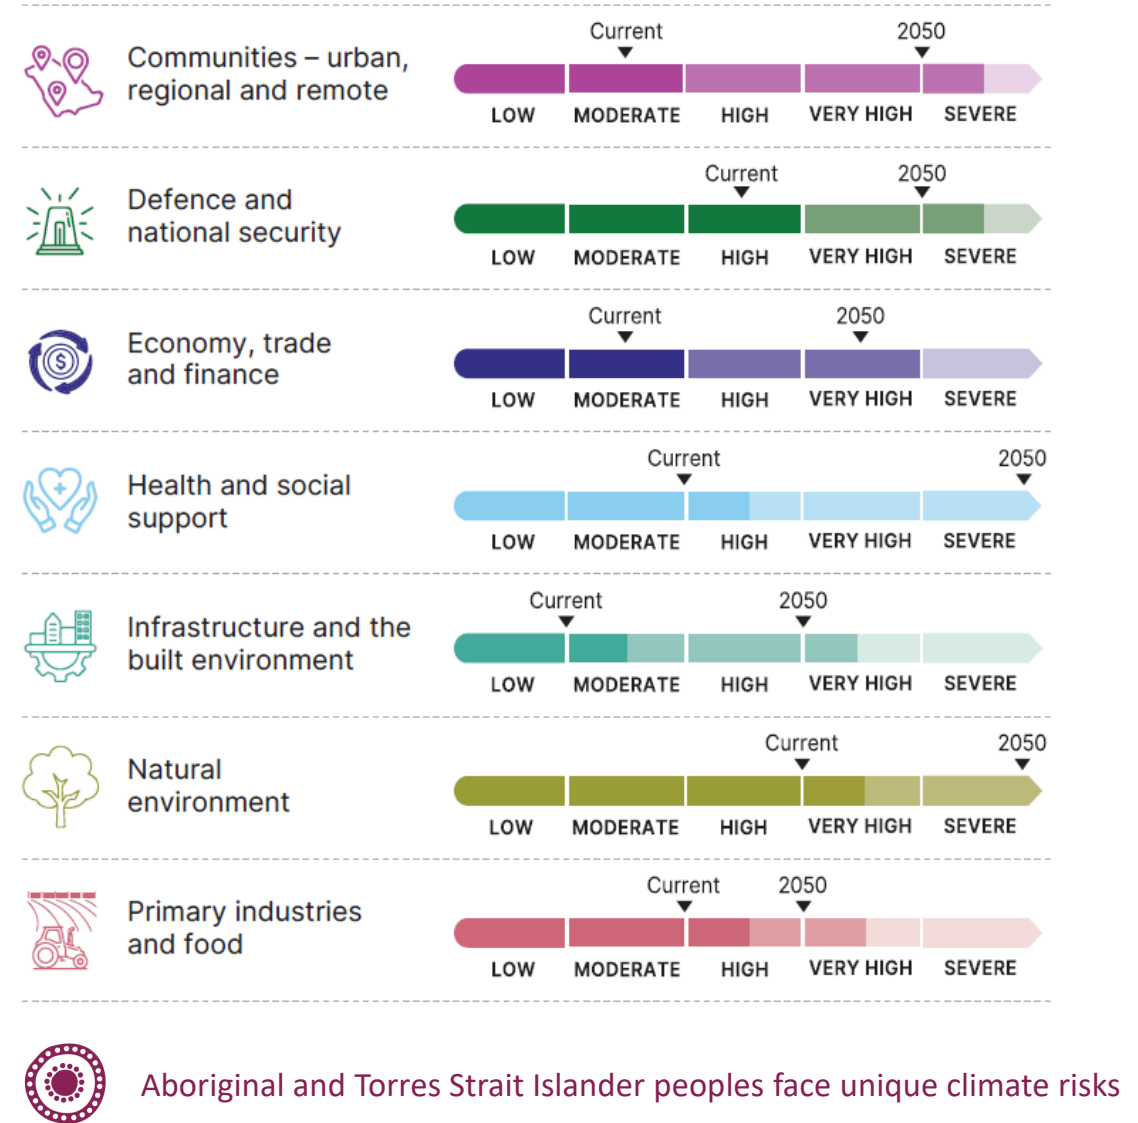 Current 2050
Communities – urban,
regional and remote
LOW MODERATE HIGH VERY HIGH SEVERE
Current 2050
Defence and
national security
LOW MODERATE HIGH VERY HIGH SEVERE
Current 2050
Economy, trade
and finance
$
LOW MODERATE HIGH VERY HIGH SEVERE
Current 2050
Health and social
support
LOW MODERATE HIGH VERY HIGH SEVERE
Current 2050
Infrastructure and the
built environment
LOW MODERATE HIGH VERY HIGH SEVERE
Current 2050
Natural
environment
LOW MODERATE HIGH VERY HIGH SEVERE
Current 2050
Primary industries
and food
LOW MODERATE HIGH VERY HIGH SEVERE
Aboriginal and Torres Strait Islander peoples face unique climate risks